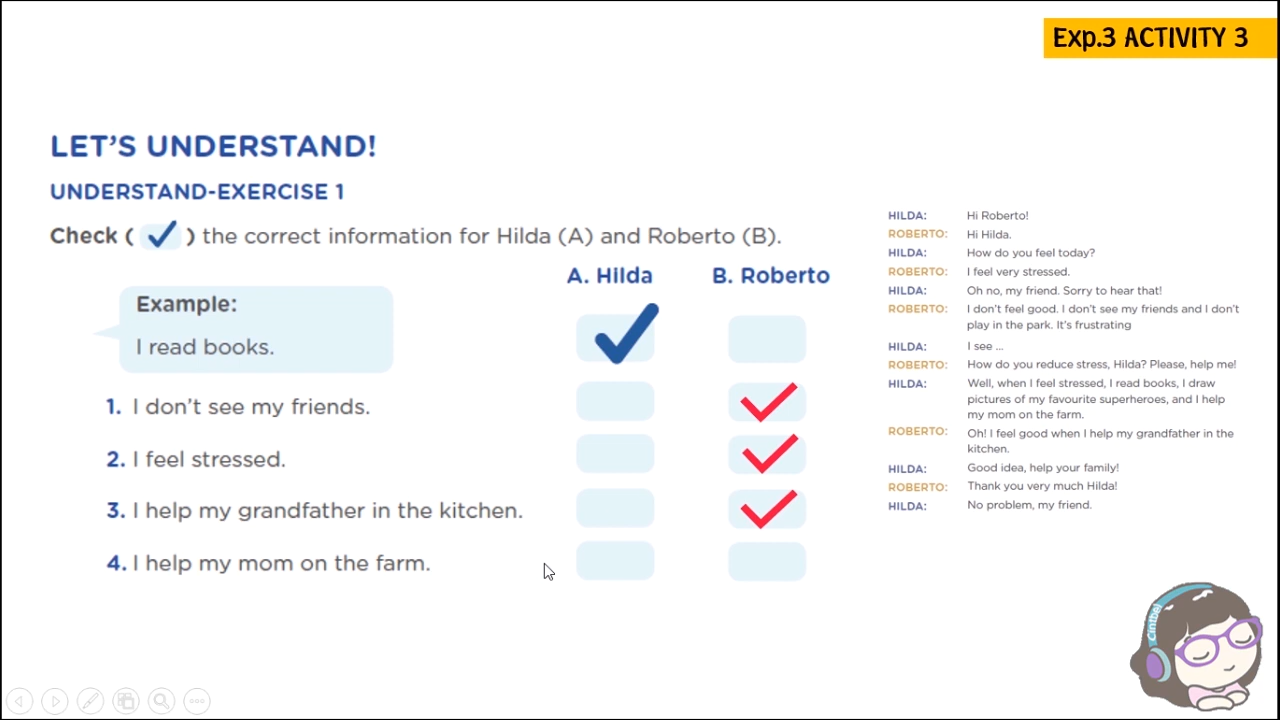 Exp.3 ACTIVITY 3
LET'S UNDERSTAND!
UNDERSTAND-EXERCISE 1
Check ( ✓ ) the correct information for Hilda (A) and Roberto (B).
A. Hilda
B. Roberto
Example:
I read books.
1. I don't see my friends.
2. I feel stressed.
3. I help my grandfather in the kitchen.
4. I help my mom on the farm.
HILDA: Hi Roberto!
ROBERTO: Hi Hilda.
HILDA: How do you feel today?
ROBERTO: I feel very stressed.
HILDA: Oh no, my friend. Sorry to hear that!
ROBERTO: I don't feel good. I don't see my friends and I don't
play in the park. It's frustrating
HILDA: I see ...
ROBERTO: How do you reduce stress, Hilda? Please, help me!
HILDA: Well, when I feel stressed, I read books, I draw
pictures of my favourite superheroes, and I help
my mom on the farm.
ROBERTO: Oh! I feel good when I help my grandfather in the
kitchen.
HILDA: Good idea, help your family!
ROBERTO: Thank you very much Hilda!
HILDA: No problem, my friend.
Cintbel